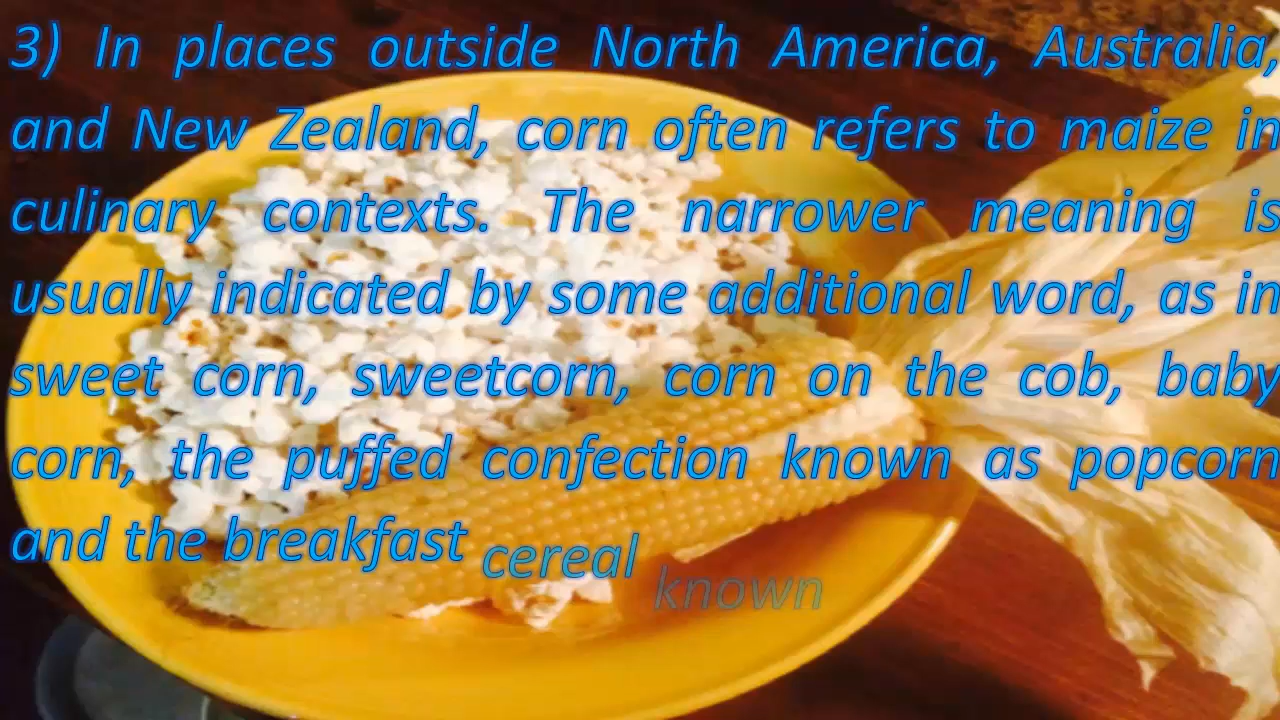 3) In places outside North America, Australia,
and New Zealand, corn often refers to maize in
culinary contexts. The narrower meaning is
usually indicated by some additional word, as in
sweet corn, sweetcorn, corn on the cob, baby
corn, the puffed confection known as popcorn
and the breakfast cereal known